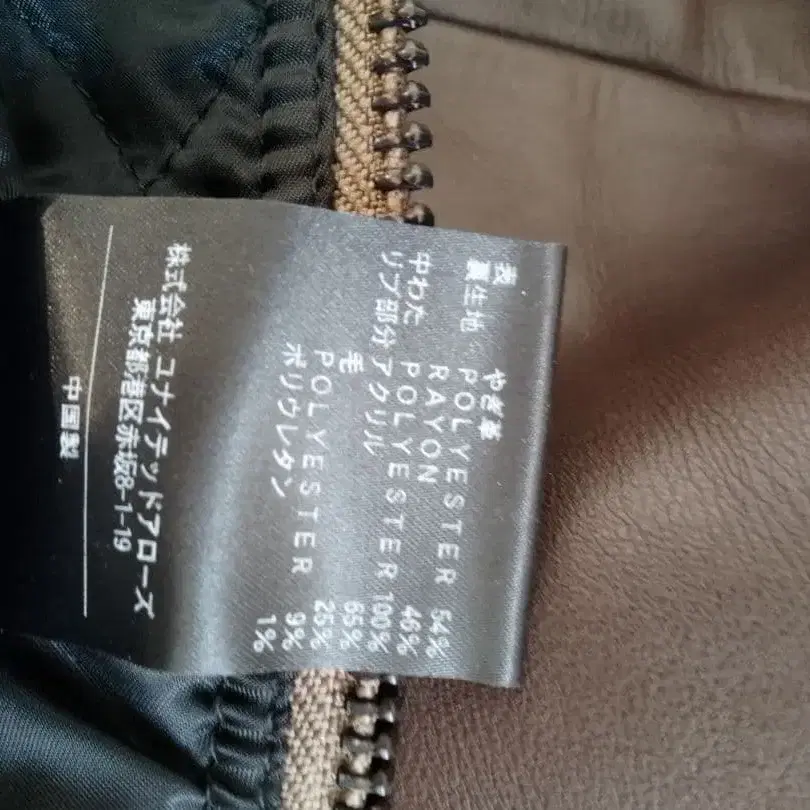 表 やぎ革
裏生地 POLYESTER 54%
RAYON 46%
中わた POLYESTER 100%
リブ部分 アクリル 65%
毛 25%
POLYESTER 9%
ポリウレタン 1%
株式会社 ユナイテッドアローズ
東京都港区赤坂8-1-19
中国製